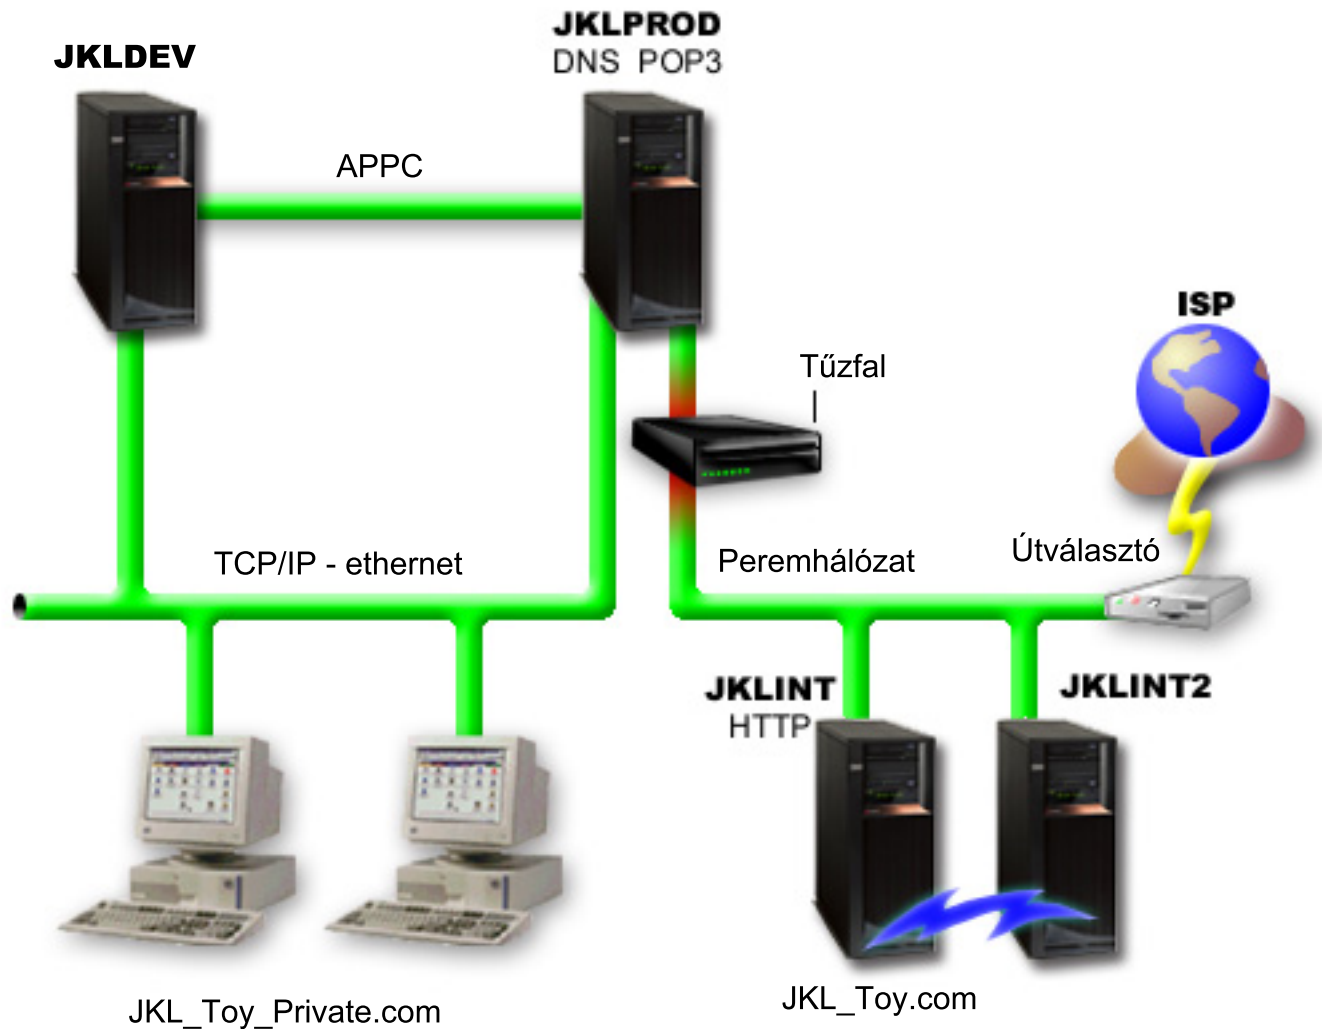 JKLPROD
DNS POP3
JKLDEV
APPC
ISP
Tűzfal
TCP/IP - ethernet
Peremhálózat
Útválasztó
JKLINT
HTTP
JKLINT2
JKL_Toy_Private.com
JKL_Toy.com